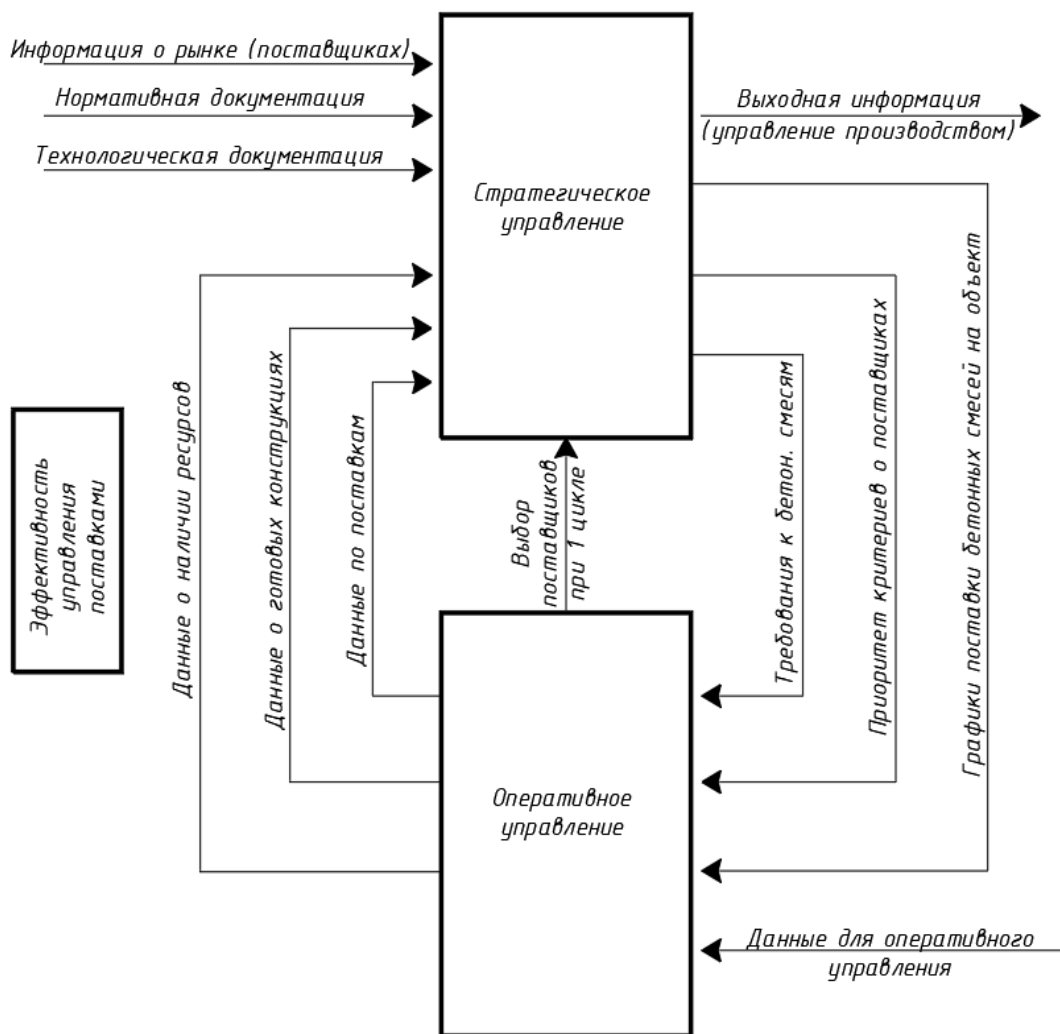 Информация о рынке (поставщиках)
Нормативная документация
Технологическая документация
Выходная информация
(управление производством)
Стратегическое
управление
Эффективность
управления
поставками
Данные о наличии ресурсов
Данные о готовых конструкциях
Данные по поставкам
Выбор
поставщиков
при 1 цикле
Требования к бетон. смесям
Приоритет критериев о поставщиках
Графики поставки бетонных смесей на объект
Оперативное
управление
Данные для оперативного
управления